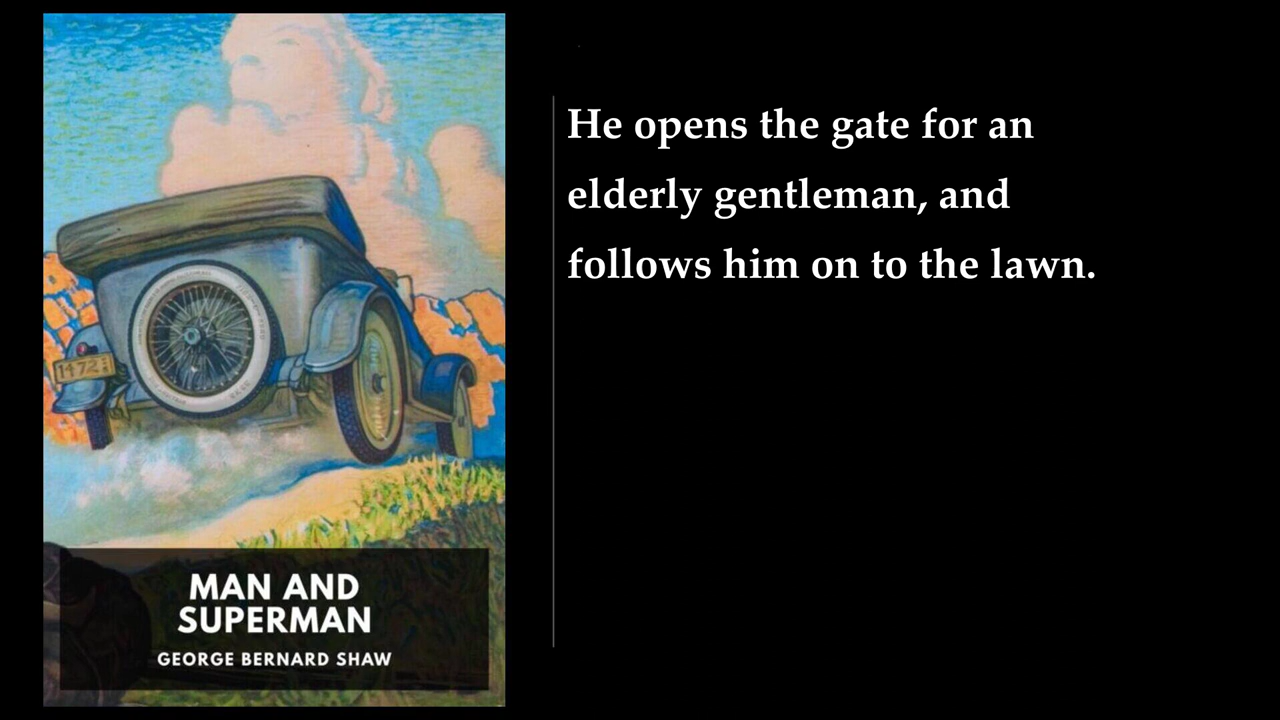 He opens the gate for an
elderly gentleman, and
follows him on to the lawn.
1472
MAN AND
SUPERMAN
GEORGE BERNARD SHAW